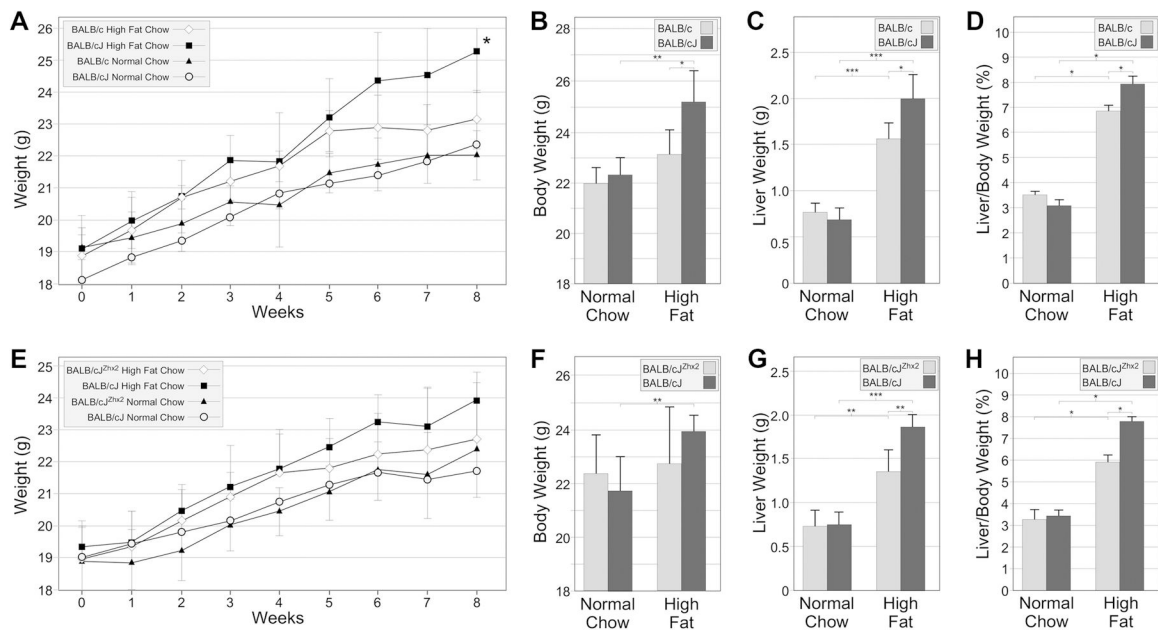 A
BALB/c High Fat Chow
BALB/cJ High Fat Chow
BALB/c Normal Chow
BALB/cJ Normal Chow
*
26
25
24
23
22
21
20
19
18
Weight (g)
0 1 2 3 4 5 6 7 8
Weeks
B
BALB/c
BALB/cJ
** *
26
24
22
20
18
Body Weight (g)
Normal Chow
High Fat
C
BALB/c
BALB/cJ
***
*** *
2.5
2.0
1.5
1.0
0.5
0
Liver Weight (g)
Normal Chow
High Fat
D
BALB/c
BALB/cJ
*
* *
10
9
8
7
6
5
4
3
2
1
0
Liver/Body Weight (%)
Normal Chow
High Fat
E
BALB/cJZhx2 High Fat Chow
BALB/cJ High Fat Chow
BALB/cJZhx2 Normal Chow
BALB/cJ Normal Chow
25
24
23
22
21
20
19
18
Weight (g)
0 1 2 3 4 5 6 7 8
Weeks
F
BALB/cJZhx2
BALB/cJ
**
26
24
22
20
18
Body Weight (g)
Normal Chow
High Fat
G
BALB/cJZhx2
BALB/cJ
***
** **
2.5
2.0
1.5
1.0
0.5
0
Liver Weight (g)
Normal Chow
High Fat
H
BALB/cJZhx2
BALB/cJ
*
* *
10
9
8
7
6
5
4
3
2
1
0
Liver/Body Weight (%)
Normal Chow
High Fat